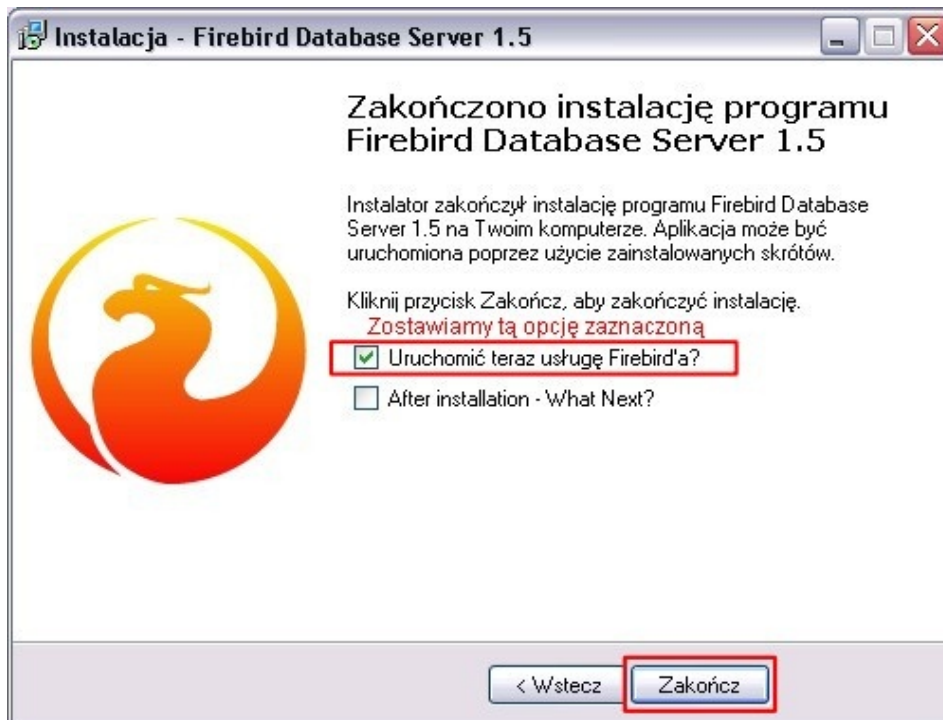 Instalacja - Firebird Database Server 1.5
Zakończono instalację programu
Firebird Database Server 1.5
Instalator zakończył instalację programu Firebird Database
Server 1.5 na Twoim komputerze. Aplikacja może być
uruchomiona poprzez użycie zainstalowanych skrótów.
Kliknij przycisk Zakończ, aby zakończyć instalację.
Zostawiamy tą opcję zaznaczoną
Uruchomić teraz usługę Firebird'a?
After installation - What Next?
< Wstecz
Zakończ